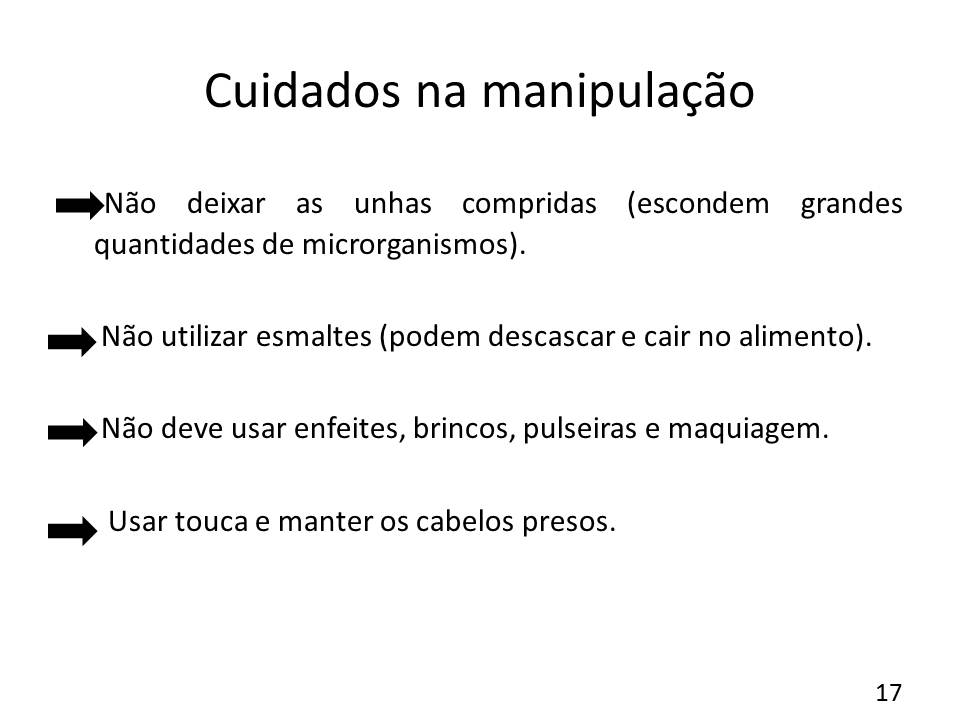 Cuidados na manipulação
Não deixar as unhas compridas (escondem grandes
quantidades de microrganismos).
Não utilizar esmaltes (podem descascar e cair no alimento).
Não deve usar enfeites, brincos, pulseiras e maquiagem.
Usar touca e manter os cabelos presos.
17